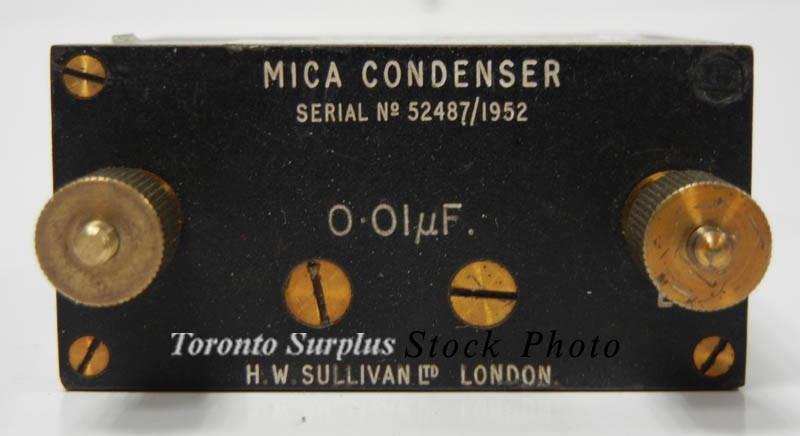 MICA CONDENSER
SERIAL Nº 52487/1952
0·01µF.
Toronto Surplus Stock Photo
H.W. SULLIVAN LTD LONDON.